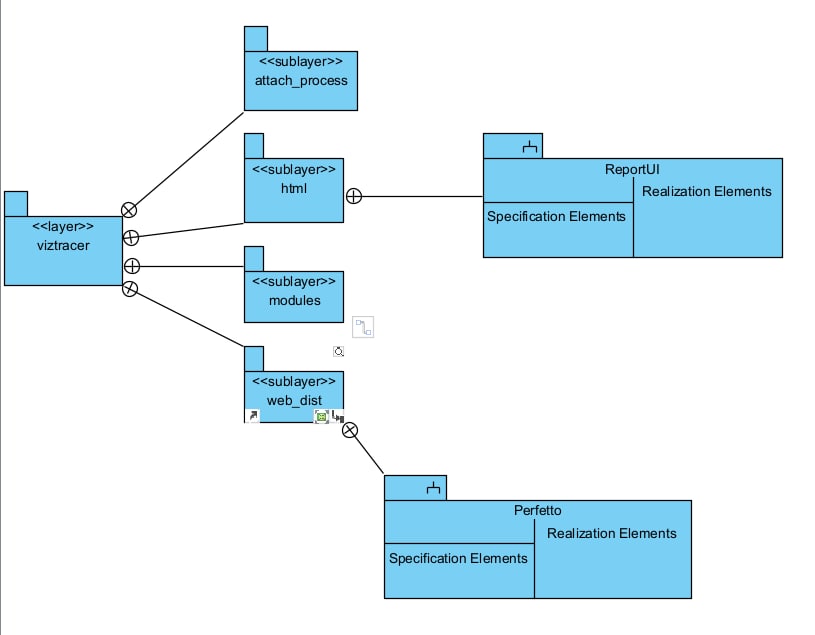 <<sublayer>>
attach_process
<<sublayer>>
html
ReportUI
Realization Elements
Specification Elements
<<layer>>
viztracer
<<sublayer>>
modules
<<sublayer>>
web_dist
Perfetto
Realization Elements
Specification Elements